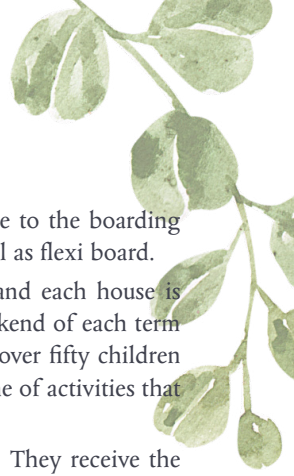 e to the boarding
l as flexi board.
and each house is
kend of each term
over fifty children
ne of activities that
They receive the